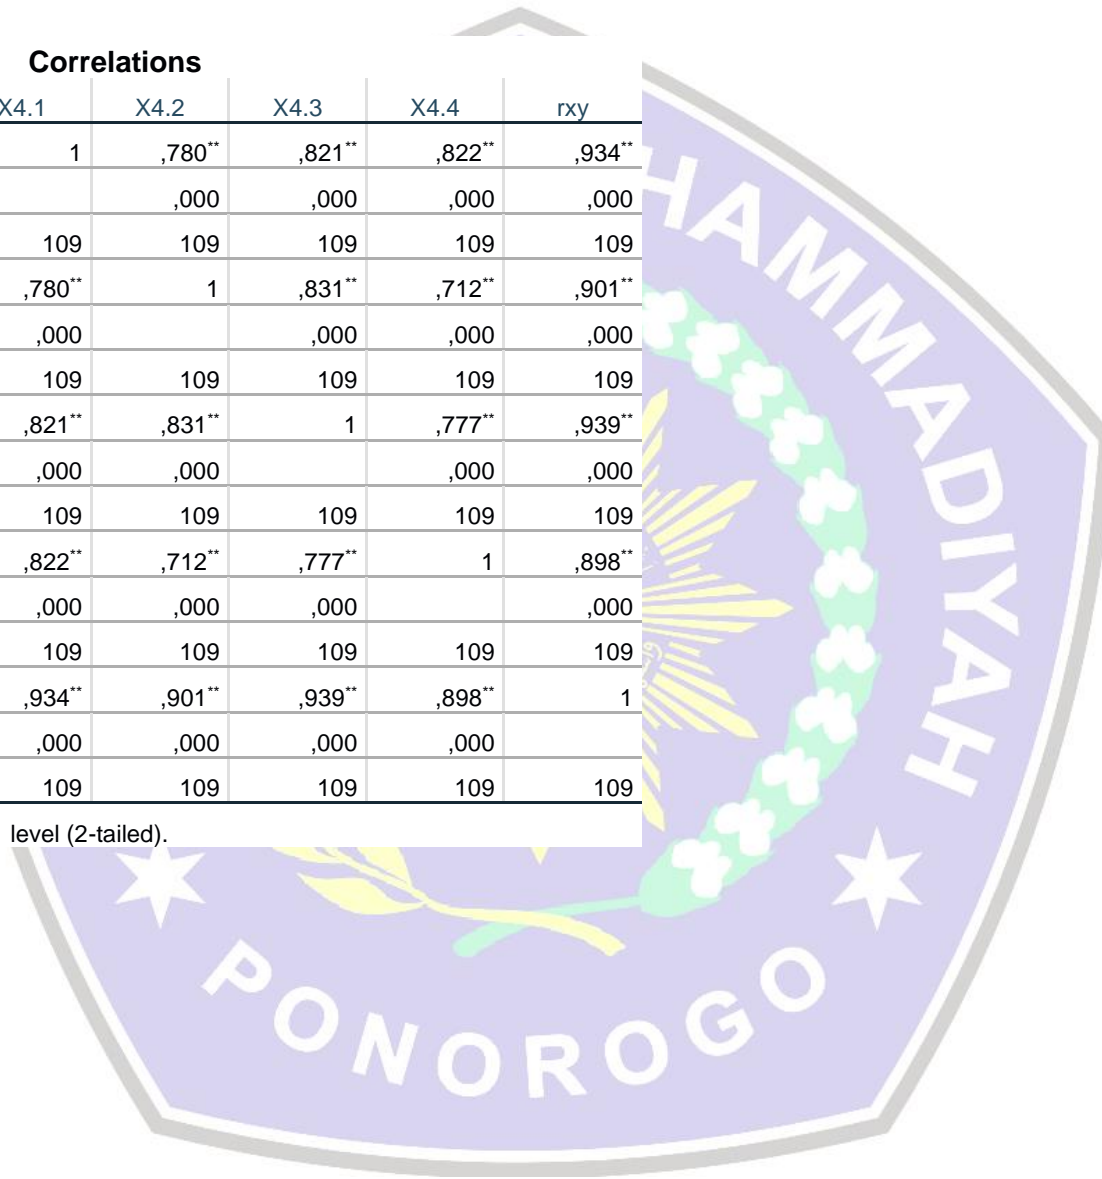 Correlations
X4.1 X4.2 X4.3 X4.4 rxy
1 ,780** ,821** ,822** ,934**
,000 ,000 ,000 ,000
109 109 109 109 109
,780** 1 ,831** ,712** ,901**
,000 ,000 ,000 ,000
109 109 109 109 109
,821** ,831** 1 ,777** ,939**
,000 ,000 ,000 ,000
109 109 109 109 109
,822** ,712** ,777** 1 ,898**
,000 ,000 ,000 ,000
109 109 109 109 109
,934** ,901** ,939** ,898** 1
,000 ,000 ,000 ,000
109 109 109 109 109
level (2-tailed).
HAMMADIYAH
PONOROGO